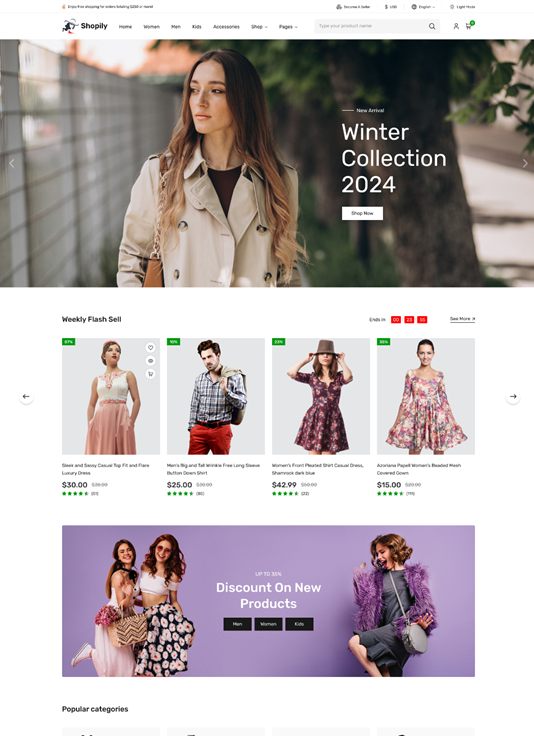 Enjoy free shopping for orders totaling $250 or more!
Become A Seller
$ USD
English
Light Mode
Shopily
Home Women Men Kids Accessories Shop Pages
Type your product name
New Arrival
Winter
Collection
2024
Shop Now
Weekly Flash Sell
Ends In 00 23
See More
10%
23%
Sleek and Sassy Casual Top Fit and Flare
Luxury Dress
$30.00
Men's Big and Tall Wrinkle Free Long Sleeve
Button Down Shirt
$25.00 $30.00
Women's Front Pleated Shirt Casual Dress,
Shamrock dark blue
$42.99 $50.00
(22)
Azoriana Papell Women's Beaded Mesh
Covered Gown
$15.00 $20.00
UP TO 35%
Discount On New
Products
Men
Women
Kids
Popular categories